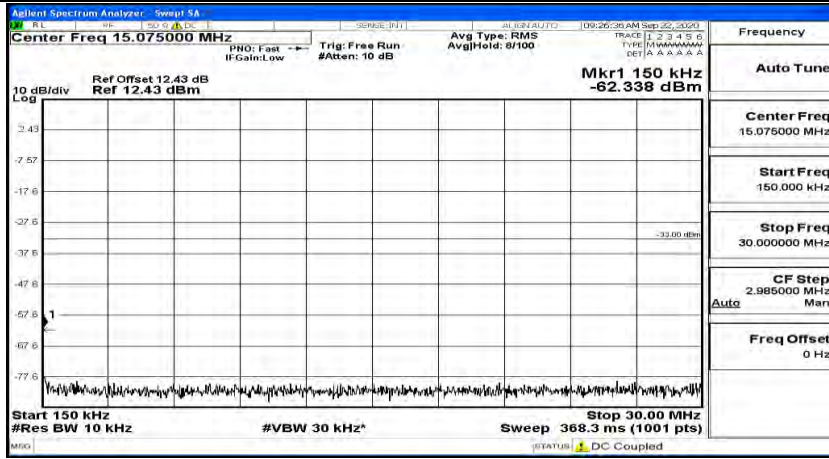 Agilent Spectrum Analyzer - Swept SA
RL RF 50 Ω DC SENSE:INT ALIGN AUTO 09:26:36 AM Sep 22, 2020
Center Freq 15.075000 MHz
PNO: Fast
IFGain:Low
Trig: Free Run
#Atten: 10 dB
Avg Type: RMS
Avg|Hold: 8/100
TRACE 1 2 3 4 5 6
TYPE MWWWWW
DET A A A A A A
Ref Offset 12.43 dB
Ref 12.43 dBm
10 dB/div
Log
Mkr1 150 kHz
-62.338 dBm
2.43
-7.57
-17.6
-27.6
-33.00 dBm
-37.6
-47.6
-57.6
1
-67.6
-77.6
Start 150 kHz
Stop 30.00 MHz
#Res BW 10 kHz
#VBW 30 kHz*
Sweep 368.3 ms (1001 pts)
MSG
STATUS
DC Coupled
Frequency
Auto Tune
Center Freq
15.075000 MHz
Start Freq
150.000 kHz
Stop Freq
30.000000 MHz
CF Step
2.985000 MHz
Auto Man
Freq Offset
0 Hz